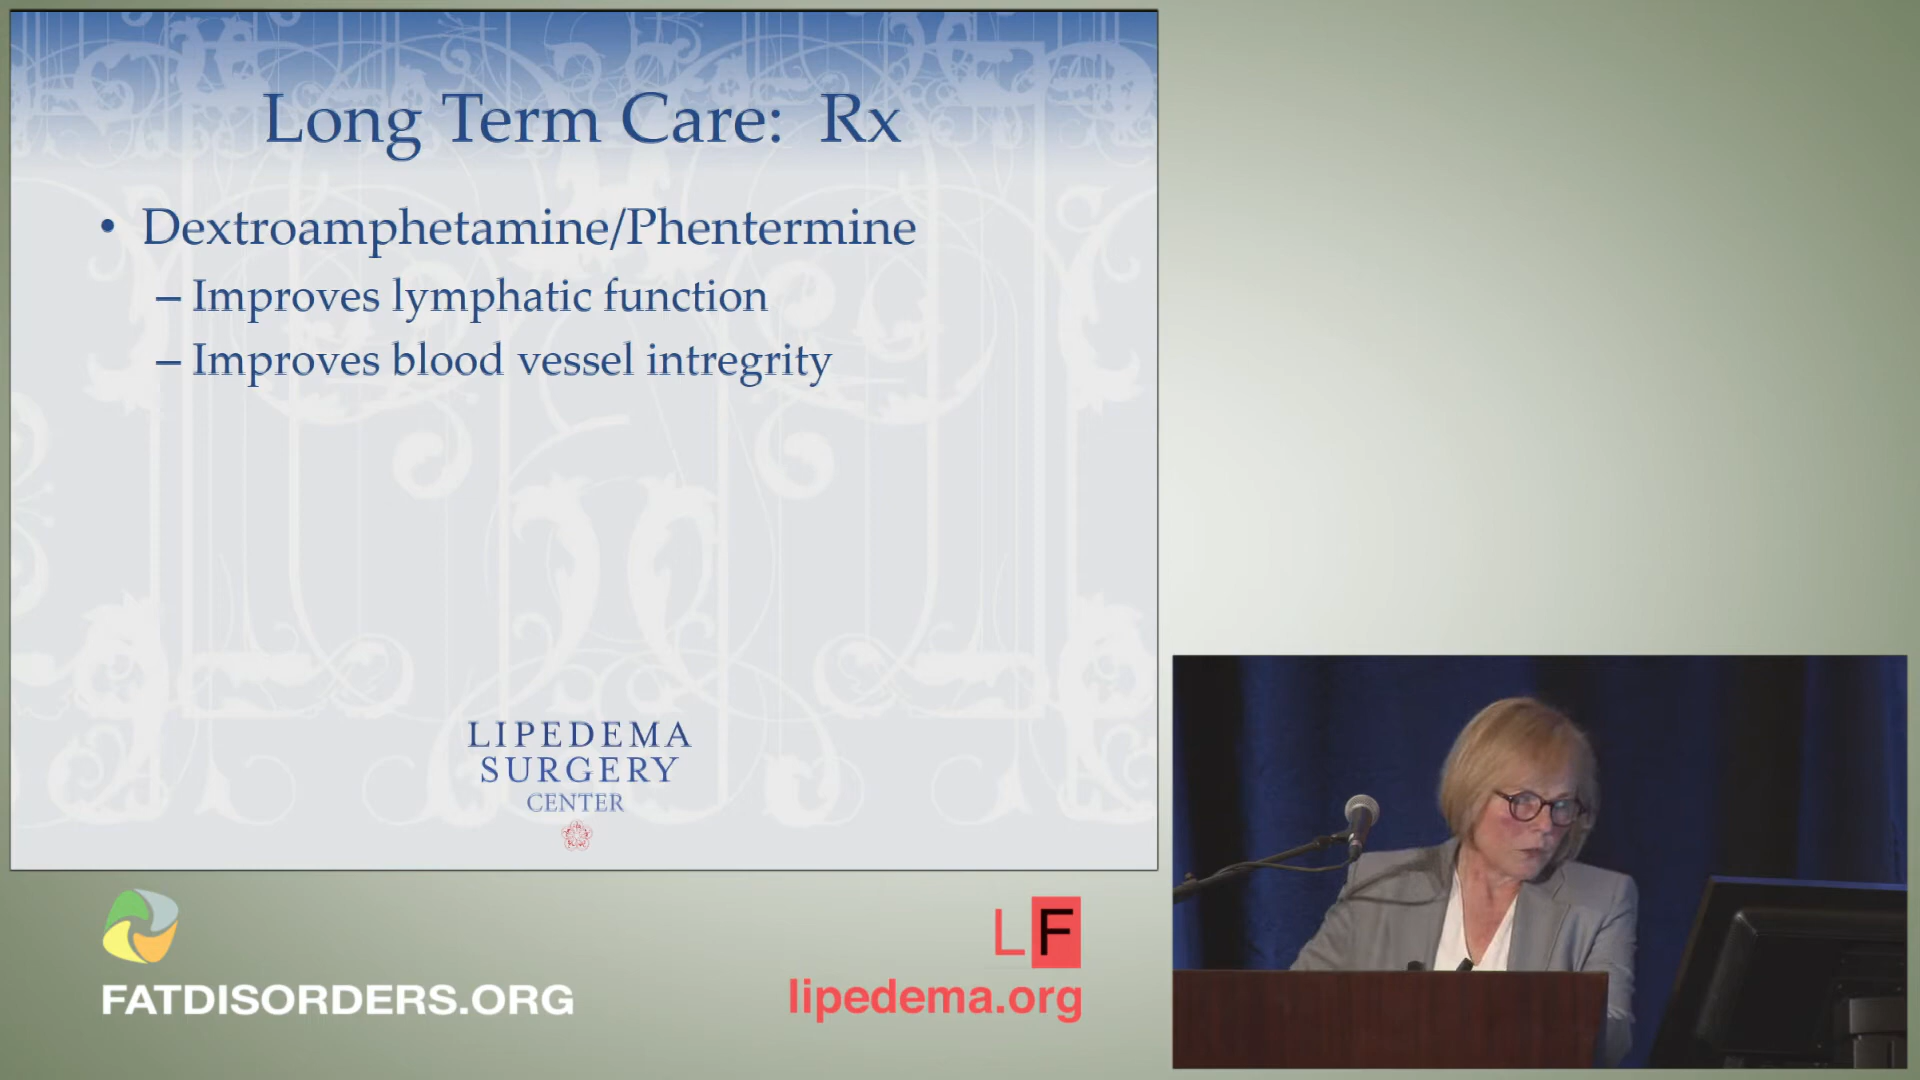 Long Term Care: Rx
• Dextroamphetamine/Phentermine
– Improves lymphatic function
– Improves blood vessel intregrity
LIPEDEMA
SURGERY
CENTER
FATDISORDERS.ORG
LF
lipedema.org